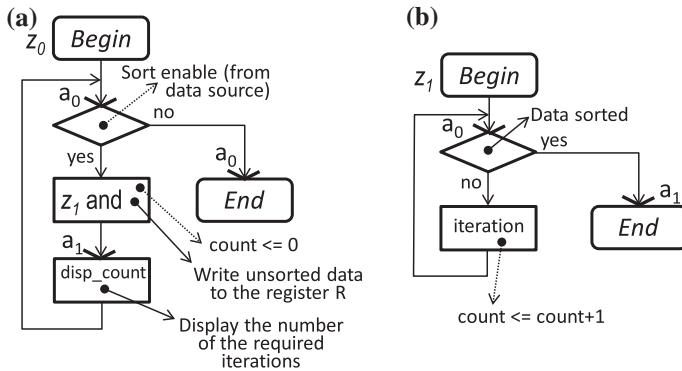 (a)
z0
Begin
Sort enable (from
data source)
a0
no
yes
a0
z1 and
End
count <= 0
a1
Write unsorted data
to the register R
disp_count
Display the number
of the required
iterations
(b)
z1
Begin
a0
Data sorted
yes
no
a1
iteration
End
count <= count+1